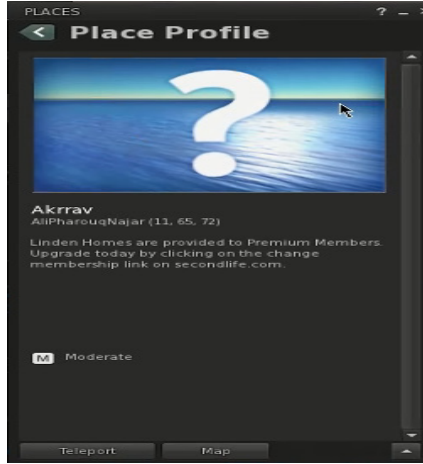 PLACES ? _
< Place Profile
?
Akrrav
AliPharouqNajar (11, 65, 72)
Linden Homes are provided to Premium Members.
Upgrade today by clicking on the change
membership link on secondlife.com.
M Moderate
Teleport Map